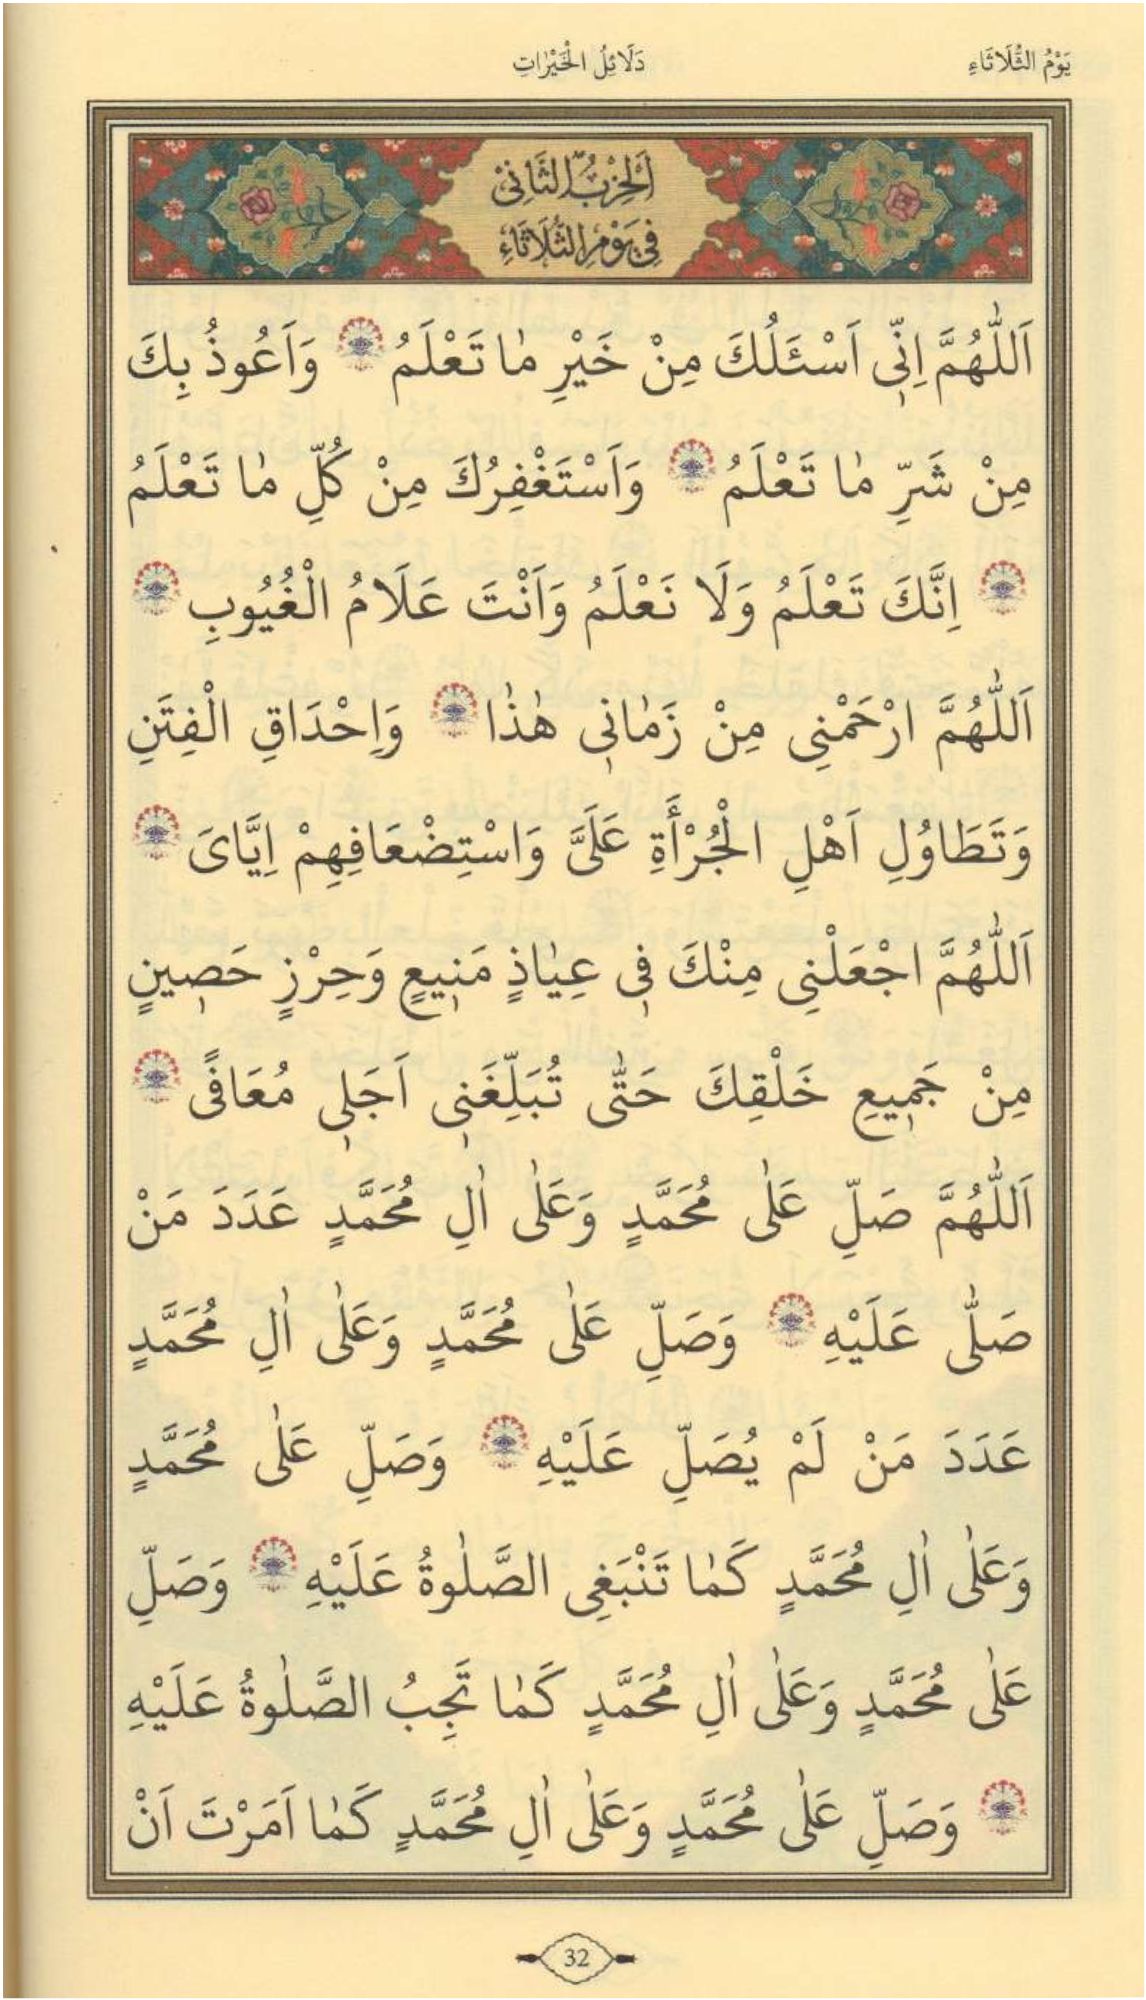 يَوْمُ الثُّلَاثَاءِ
دَلَائِلُ الْخَيْرَاتِ
اَلْحِزْبُ الثَّانِي
فِي يَوْمِ الثُّلَاثَاءِ
اَللّٰهُمَّ اِنّٖى اَسْئَلُكَ مِنْ خَيْرِ مٰا تَعْلَمُ وَاَعُوذُ بِكَ
مِنْ شَرِّ مٰا تَعْلَمُ وَاَسْتَغْفِرُكَ مِنْ كُلِّ مٰا تَعْلَمُ
اِنَّكَ تَعْلَمُ وَلَا نَعْلَمُ وَاَنْتَ عَلَامُ الْغُيُوبِ
اَللّٰهُمَّ ارْحَمْنِى مِنْ زَمٰانٖى هٰذٰا وَاِحْدَاقِ الْفِتَنِ
وَتَطَاوُلِ اَهْلِ الْجُرْأَةِ عَلَىَّ وَاسْتِضْعَافِهِمْ اِيَّاىَ
اَللّٰهُمَّ اجْعَلْنِى مِنْكَ فٖى عِيٰاذٍ مَنٖيعٍ وَحِرْزٍ حَصٖينٍ
مِنْ جَمٖيعِ خَلْقِكَ حَتّٰى تُبَلِّغَنٖى اَجَلٖى مُعَافًى
اَللّٰهُمَّ صَلِّ عَلٰى مُحَمَّدٍ وَعَلٰى اٰلِ مُحَمَّدٍ عَدَدَ مَنْ
صَلّٰى عَلَيْهِ وَصَلِّ عَلٰى مُحَمَّدٍ وَعَلٰى اٰلِ مُحَمَّدٍ
عَدَدَ مَنْ لَمْ يُصَلِّ عَلَيْهِ وَصَلِّ عَلٰى مُحَمَّدٍ
وَعَلٰى اٰلِ مُحَمَّدٍ كَمٰا تَنْبَغِى الصَّلٰوةُ عَلَيْهِ وَصَلِّ
عَلٰى مُحَمَّدٍ وَعَلٰى اٰلِ مُحَمَّدٍ كَمٰا تَجِبُ الصَّلٰوةُ عَلَيْهِ
وَصَلِّ عَلٰى مُحَمَّدٍ وَعَلٰى اٰلِ مُحَمَّدٍ كَمٰا اَمَرْتَ اَنْ
32